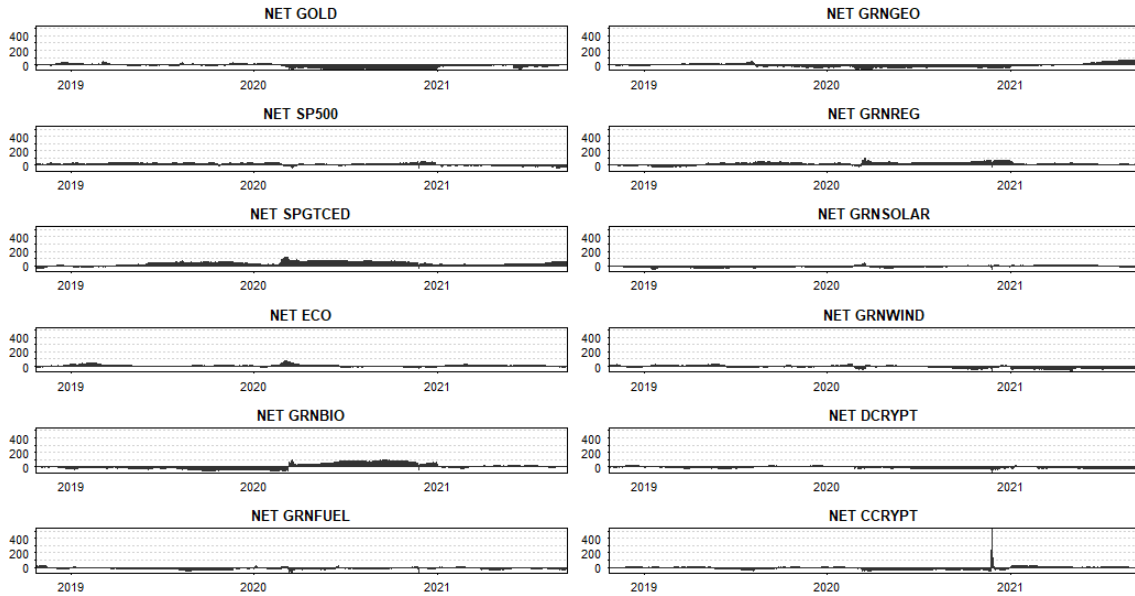 NET GOLD
400
200
0
2019 2020 2021
NET GRNGEO
400
200
0
2019 2020 2021
NET SP500
400
200
0
2019 2020 2021
NET GRNREG
400
200
0
2019 2020 2021
NET SPGTCED
400
200
0
2019 2020 2021
NET GRNSOLAR
400
200
0
2019 2020 2021
NET ECO
400
200
0
2019 2020 2021
NET GRNWIND
400
200
0
2019 2020 2021
NET GRNBIO
400
200
0
2019 2020 2021
NET DCRYPT
400
200
0
2019 2020 2021
NET GRNFUEL
400
200
0
2019 2020 2021
NET CCRYPT
400
200
0
2019 2020 2021